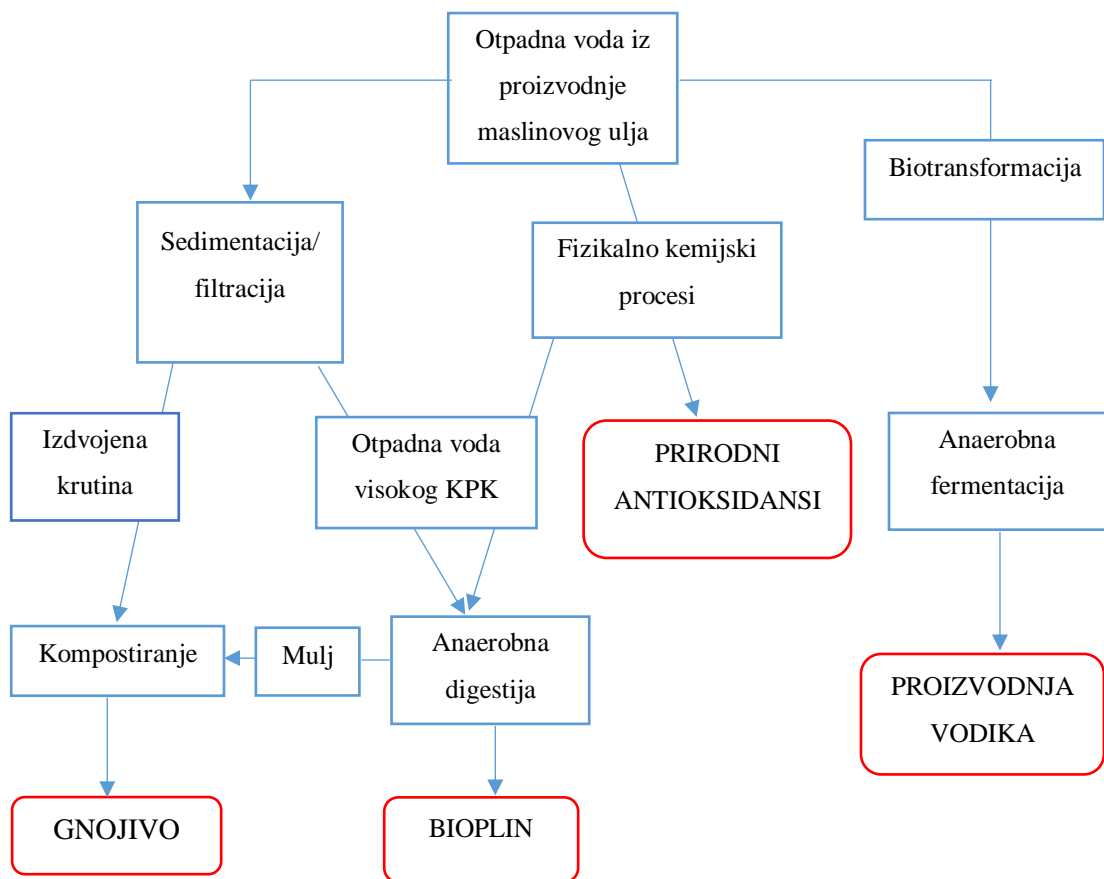 Otpadna voda iz
proizvodnje
maslinovog ulja
Biotransformacija
Sedimentacija/
filtracija
Fizikalno kemijski
procesi
Izdvojena
krutina
Otpadna voda
visokog KPK
PRIRODNI
ANTIOKSIDANSI
Anaerobna
fermentacija
Kompostiranje
Mulj
Anaerobna
digestija
PROIZVODNJA
VODIKA
GNOJIVO
BIOPLIN